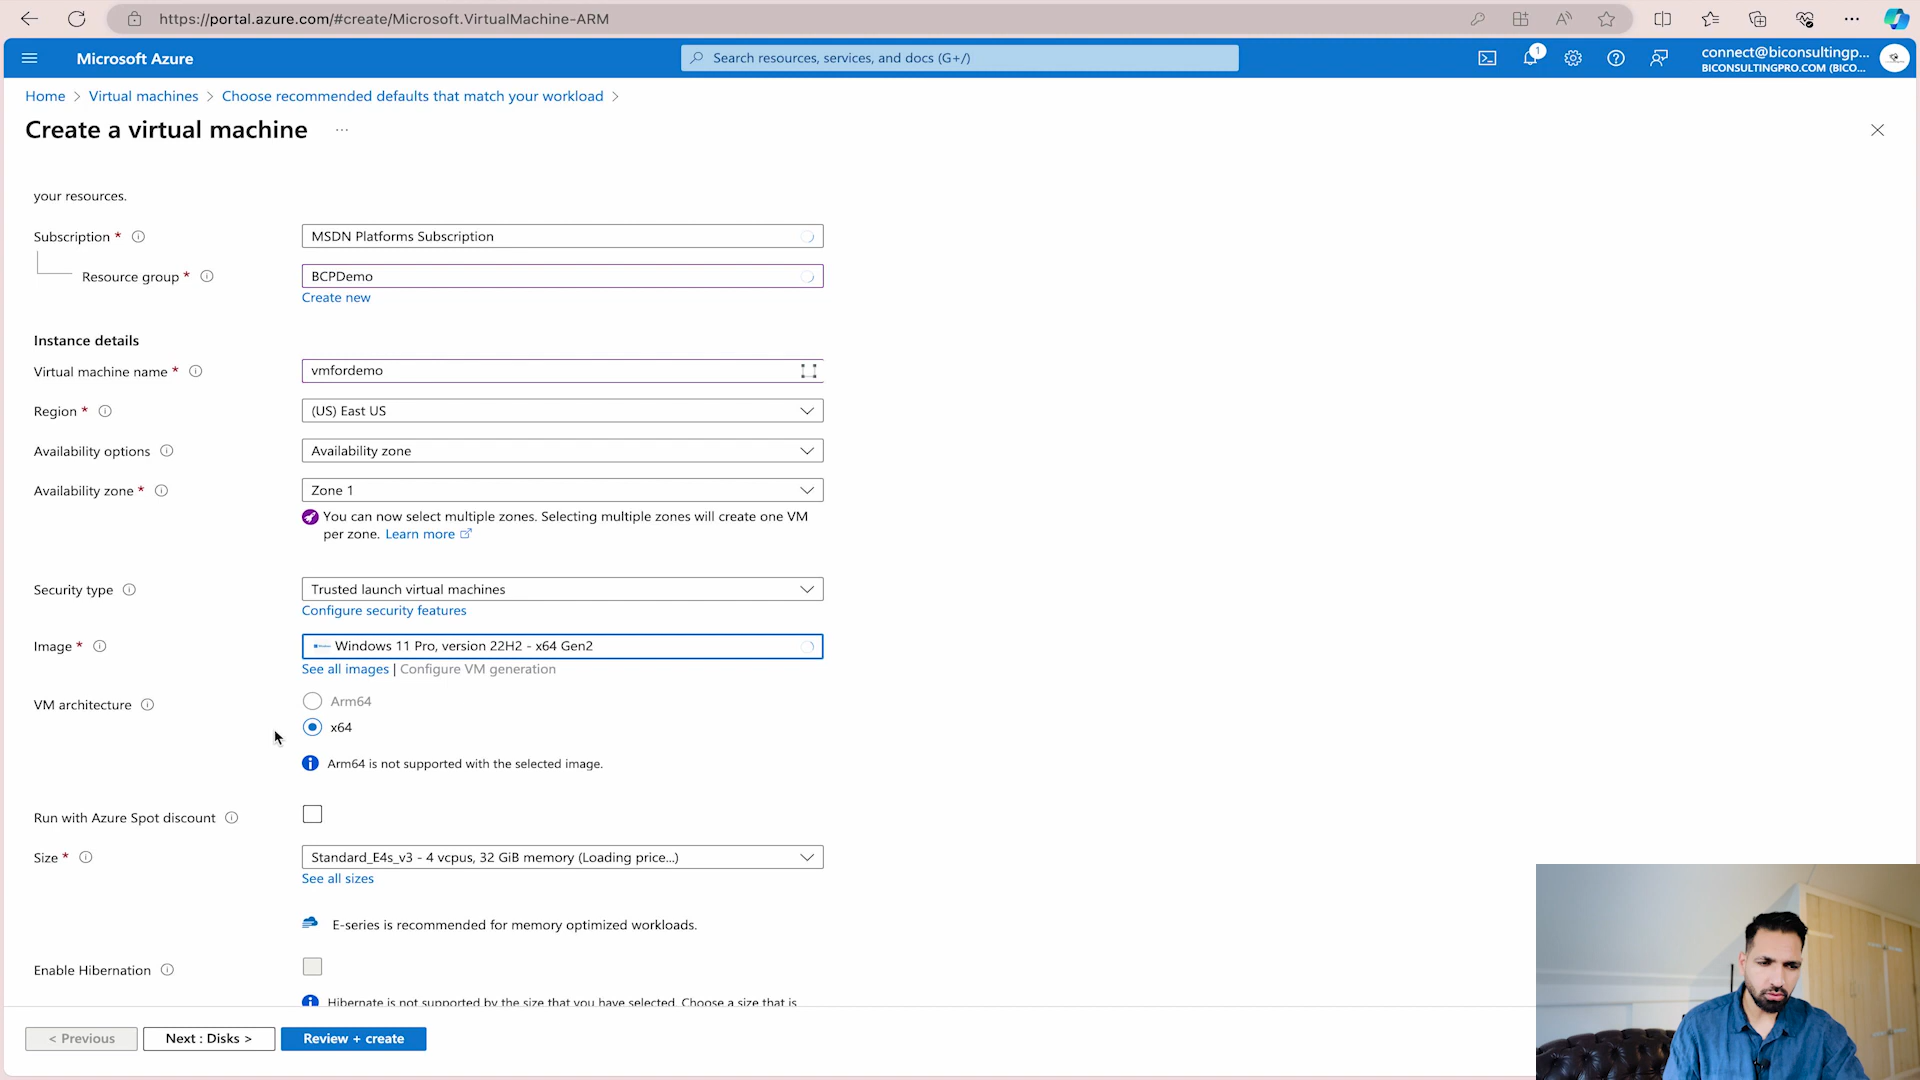 https://portal.azure.com/#create/Microsoft.VirtualMachine-ARM
Microsoft Azure
Search resources, services, and docs (G+/)
1
connect@biconsultingp...
BICONSULTINGPRO.COM (BICO...
Home > Virtual machines > Choose recommended defaults that match your workload >
Create a virtual machine ...
your resources.
Subscription * MSDN Platforms Subscription
Resource group * BCPDemo
Create new
Instance details
Virtual machine name * vmfordemo
Region * (US) East US
Availability options Availability zone
Availability zone * Zone 1
You can now select multiple zones. Selecting multiple zones will create one VM
per zone. Learn more
Security type Trusted launch virtual machines
Configure security features
Image * Windows 11 Pro, version 22H2 - x64 Gen2
See all images | Configure VM generation
VM architecture Arm64
x64
Arm64 is not supported with the selected image.
Run with Azure Spot discount
Size * Standard_E4s_v3 - 4 vcpus, 32 GiB memory (Loading price...)
See all sizes
E-series is recommended for memory optimized workloads.
Enable Hibernation
Hibernate is not supported by the size that you have selected. Choose a size that is
< Previous Next : Disks > Review + create